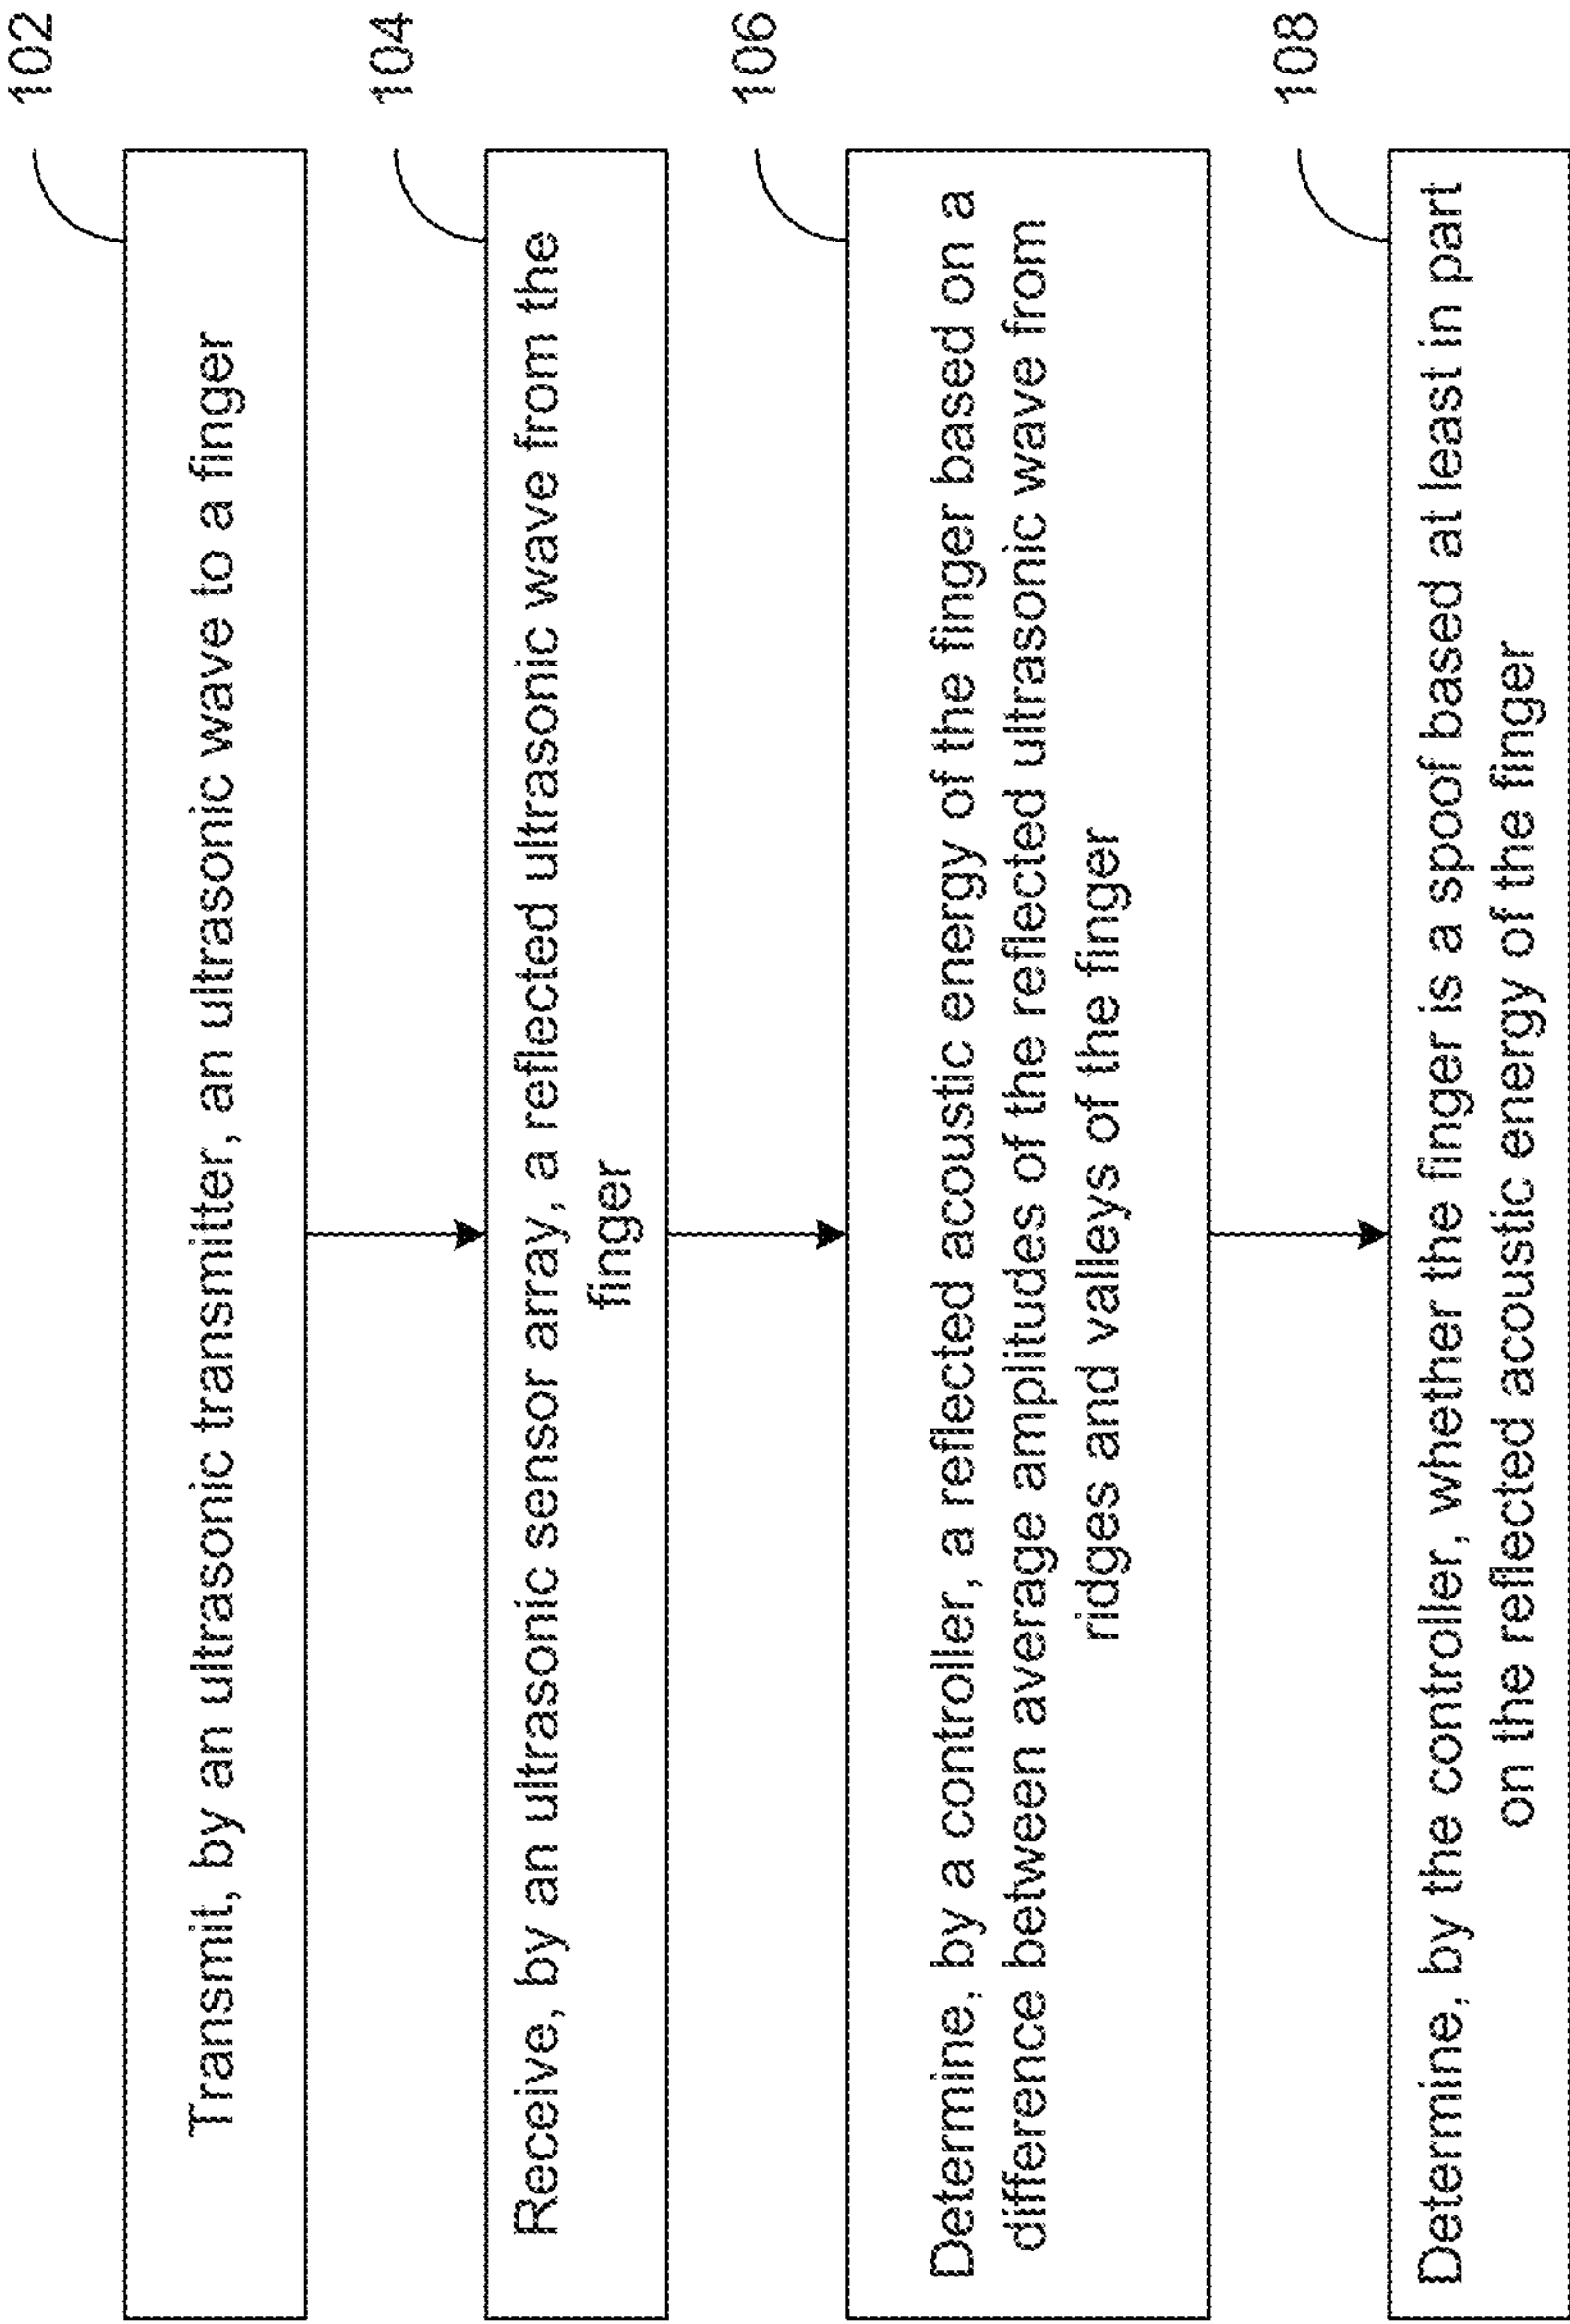 102
Transmit, by an ultrasonic transmitter, an ultrasonic wave to a finger
104
Receive, by an ultrasonic sensor array, a reflected ultrasonic wave from the
finger
106
Determine, by a controller, a reflected acoustic energy of the finger based on a
difference between average amplitudes of the reflected ultrasonic wave from
ridges and valleys of the finger
108
Determine, by the controller, whether the finger is a spoof based at least in part
on the reflected acoustic energy of the finger